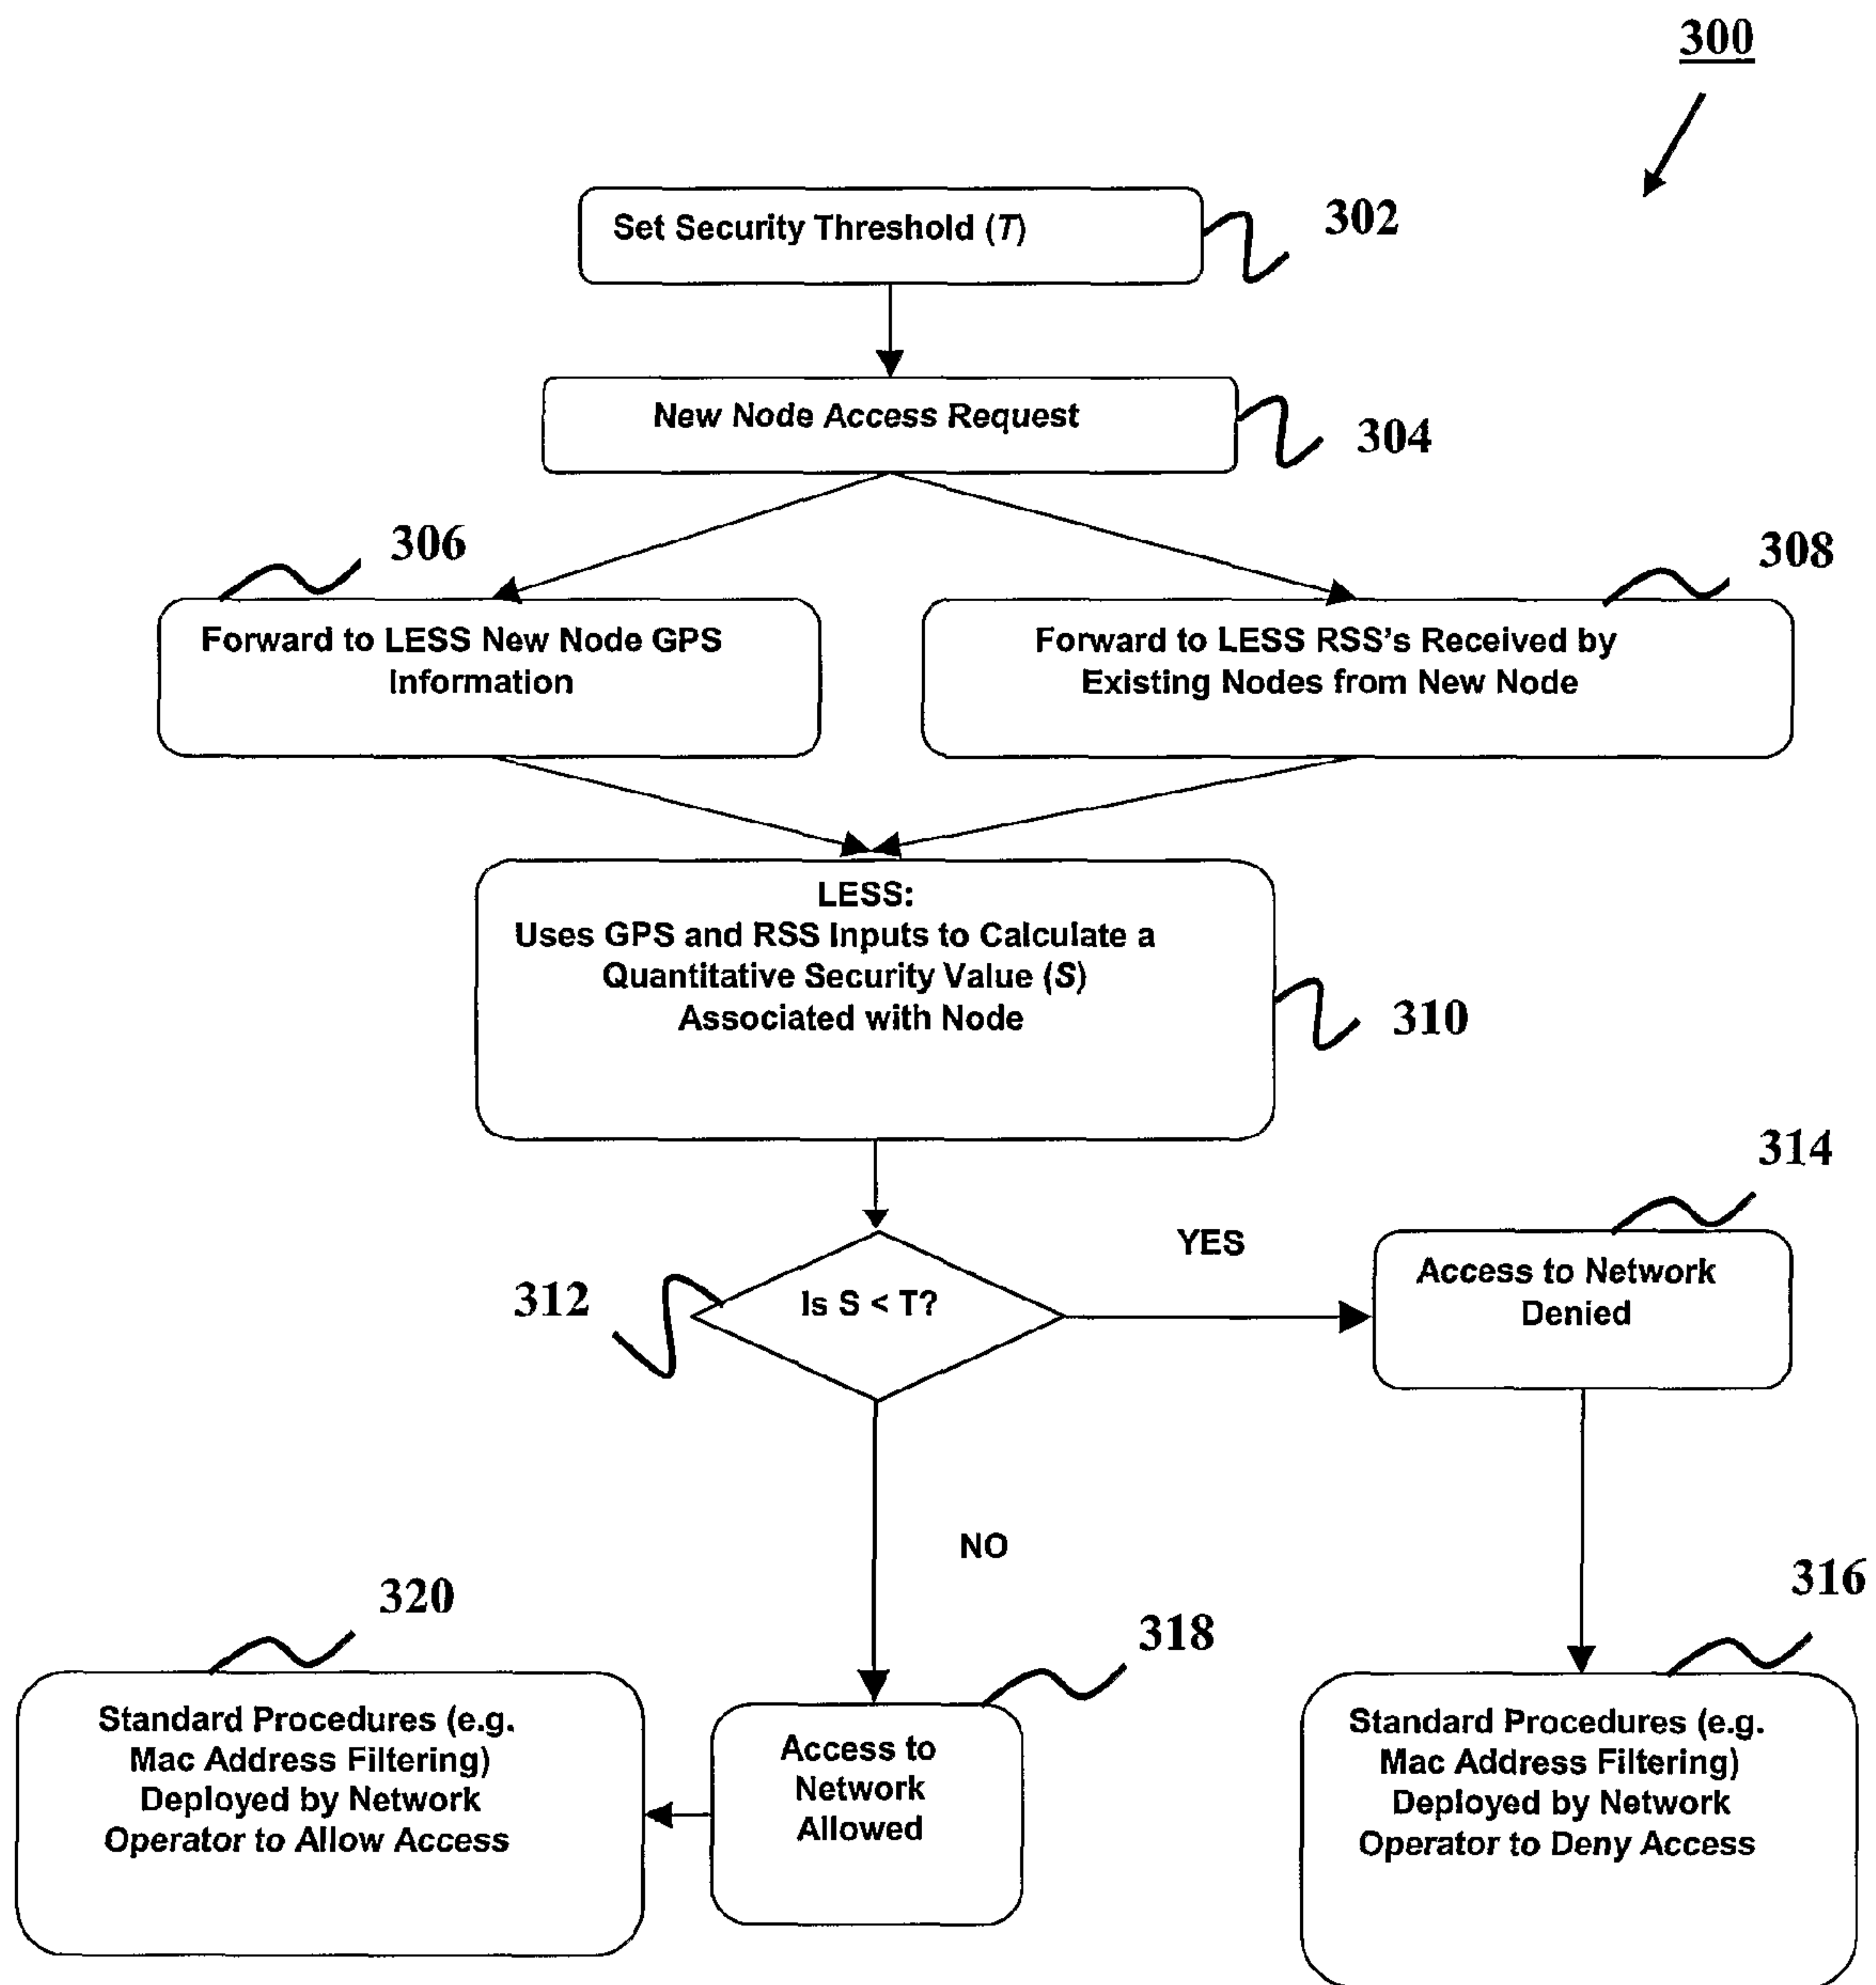 300
Set Security Threshold (T)
302
New Node Access Request
304
306
308
Forward to LESS New Node GPS
Information
Forward to LESS RSS's Received by
Existing Nodes from New Node
LESS:
Uses GPS and RSS Inputs to Calculate a
Quantitative Security Value (S)
Associated with Node
310
314
YES
Access to Network
Denied
312
Is S < T?
NO
316
320
318
Standard Procedures (e.g.
Mac Address Filtering)
Deployed by Network
Operator to Allow Access
Access to
Network
Allowed
Standard Procedures (e.g.
Mac Address Filtering)
Deployed by Network
Operator to Deny Access